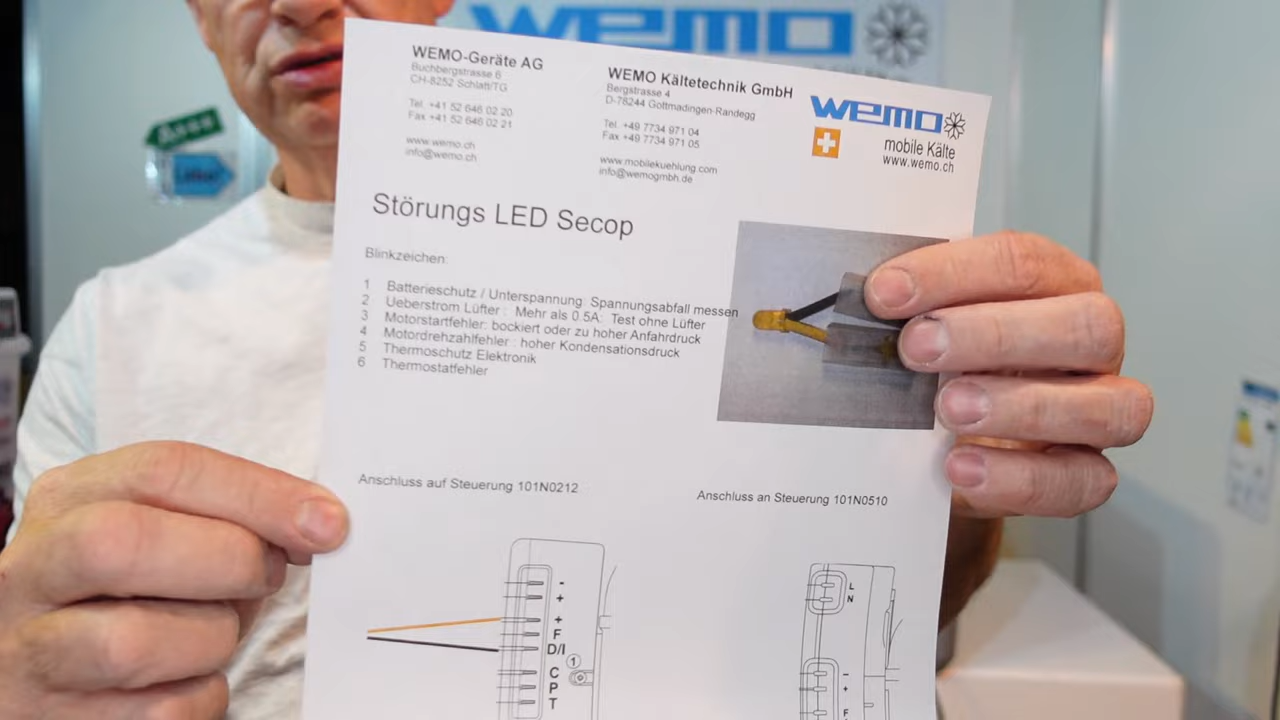 WEMO
WEMO-Geräte AG
Buchbergstrasse 6
CH-8252 Schlatt/TG
Tel. +41 52 646 02 20
Fax +41 52 646 02 21
www.wemo.ch
info@wemo.ch
WEMO Kältetechnik GmbH
Bergstrasse 4
D-78244 Gottmadingen-Randegg
Tel. +49 7734 971 04
Fax +49 7734 971 05
www.mobilekuehlung.com
info@wemogmbh.de
wemo
mobile Kälte
www.wemo.ch
Störungs LED Secop
Blinkzeichen:
1 Batterieschutz / Unterspannung: Spannungsabfall messen
2 Ueberstrom Lüfter : Mehr als 0.5A: Test ohne Lüfter
3 Motorstartfehler: bockiert oder zu hoher Anfahrdruck
4 Motordrehzahlfehler : hoher Kondensationsdruck
5 Thermoschutz Elektronik
6 Thermostatfehler
Anschluss auf Steuerung 101N0212
Anschluss an Steuerung 101N0510
-
+
+
F
D/I
C
P
T
1
L
N
-
+
F